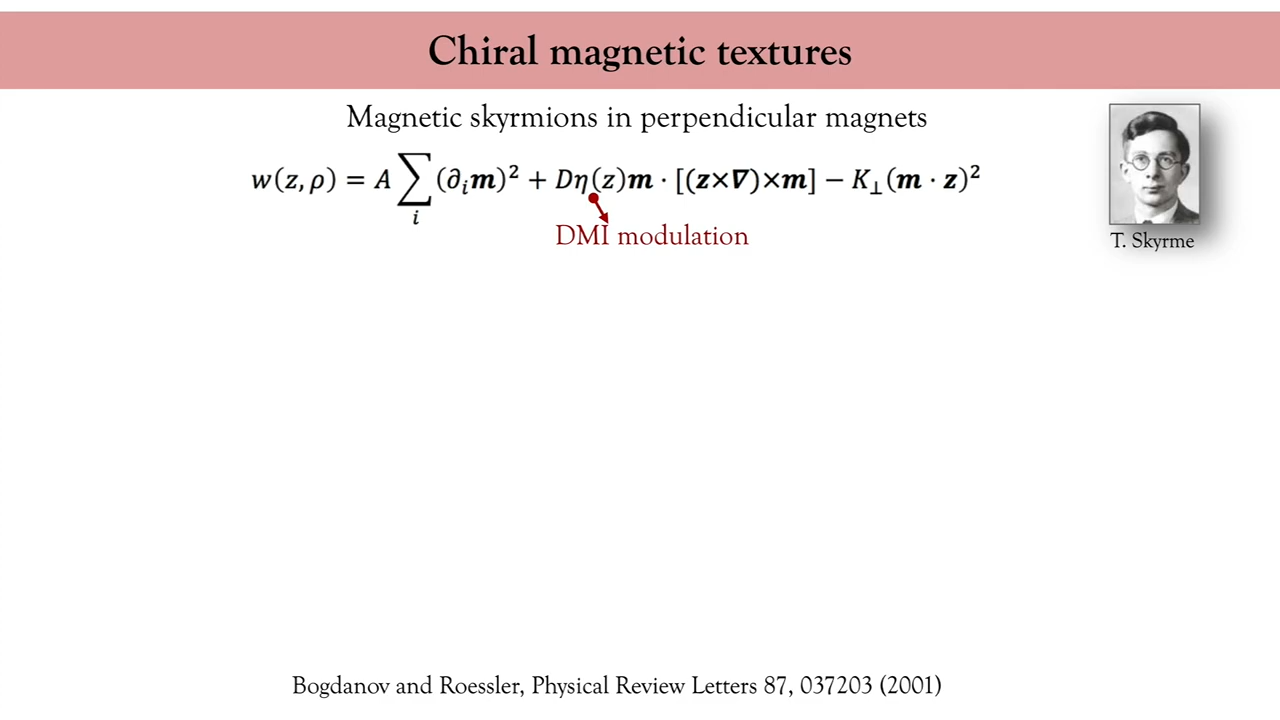 Chiral magnetic textures
Magnetic skyrmions in perpendicular magnets
w(z, ρ) = A ∑ᵢ (∂ᵢm)² + Dη(z)m · [(z×∇)×m] − K⊥(m · z)²
DMI modulation
T. Skyrme
Bogdanov and Roessler, Physical Review Letters 87, 037203 (2001)